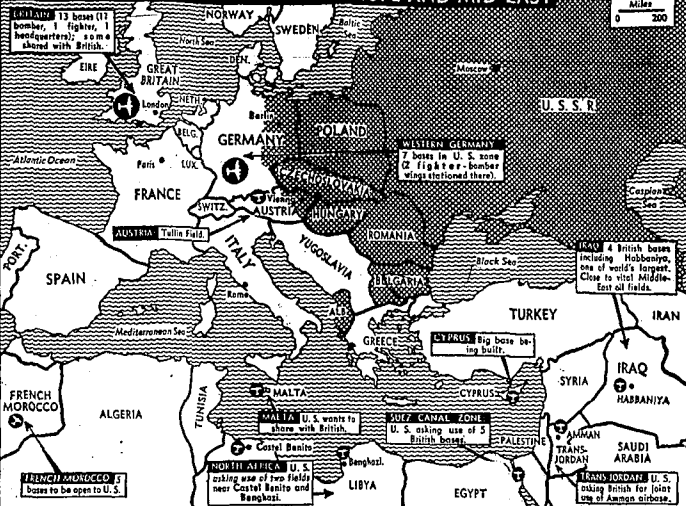 AND MID-EAST
Miles
0 200
BRITAIN 13 bases (11
bomber, 1 fighter, 1
headquarters); some
shared with British.
NORWAY
SWEDEN
Baltic
Sea
North Sea
DEN.
EIRE
GREAT
BRITAIN
London
NETH.
Berlin
Moscow
U. S. S. R.
BELG.
GERMANY
POLAND
WESTERN GERMANY
7 bases in U. S. zone
(2 fighter-bomber
wings stationed there).
Atlantic Ocean
Paris
LUX.
CZECHOSLOVAKIA
FRANCE
Vienna
SWITZ.
AUSTRIA
HUNGARY
Caspian
Sea
AUSTRIA Tullin Field.
ROMANIA
PORT.
SPAIN
ITALY
YUGOSLAVIA
Black Sea
IRAQ 4 British bases
including Habbaniya,
one of world's largest.
Close to vital Middle-
East oil fields.
Rome
BULGARIA
ALB.
Mediterranean Sea
GREECE
TURKEY
IRAN
CYPRUS Big base be-
ing built.
CYPRUS
SYRIA
IRAQ
HABBANIYA
FRENCH
MOROCCO
ALGERIA
TUNISIA
MALTA
MALTA U. S. wants to
share with British.
SUEZ CANAL ZONE
U. S. asking use of 5
British bases.
PALESTINE
AMMAN
TRANS-
JORDAN
SAUDI
ARABIA
Castel Benito
Benghazi.
FRENCH MOROCCO 5
bases to be open to U. S.
NORTH AFRICA U. S.
asking use of two fields
near Castel Benito and
Benghazi.
LIBYA
EGYPT
TRANS-JORDAN U. S.
asking British for joint
use of Amman airbase.